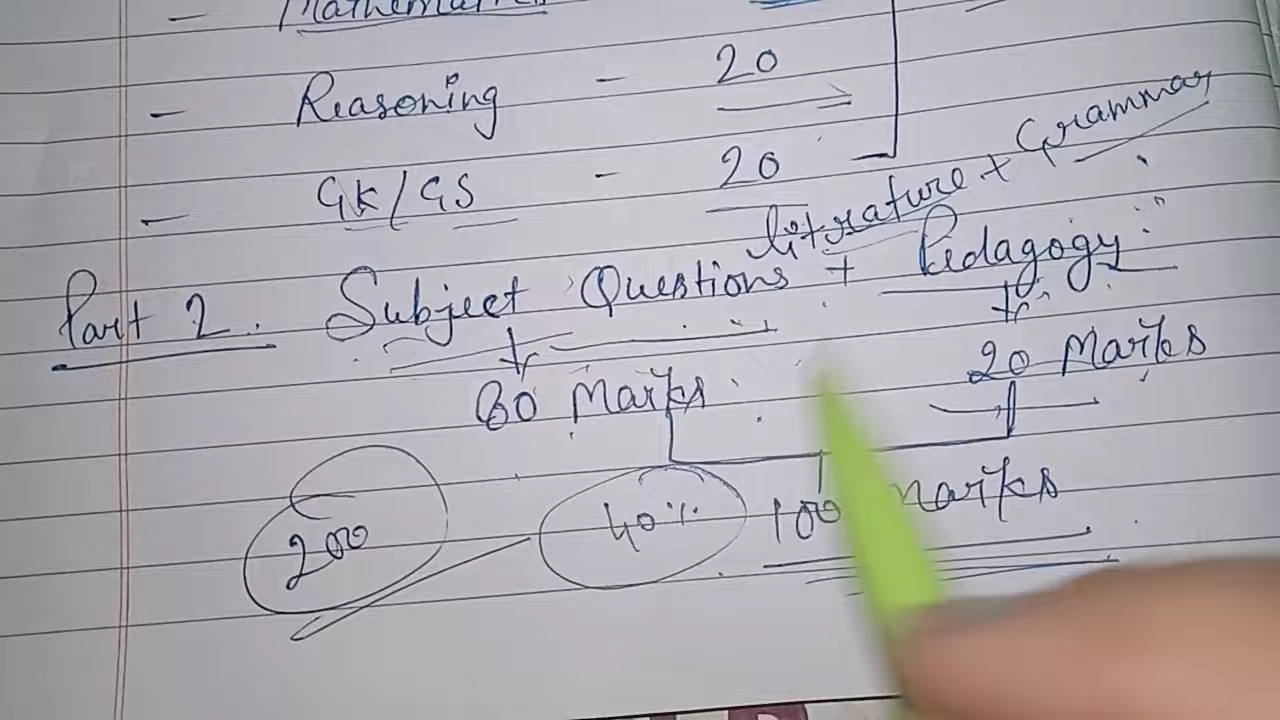 - Mathematics
- Reasoning - 20
- GK/GS - 20
Literature + Grammar
Part 2. Subject Questions + Pedagogy
80 Marks 20 Marks
200 40% 100 marks